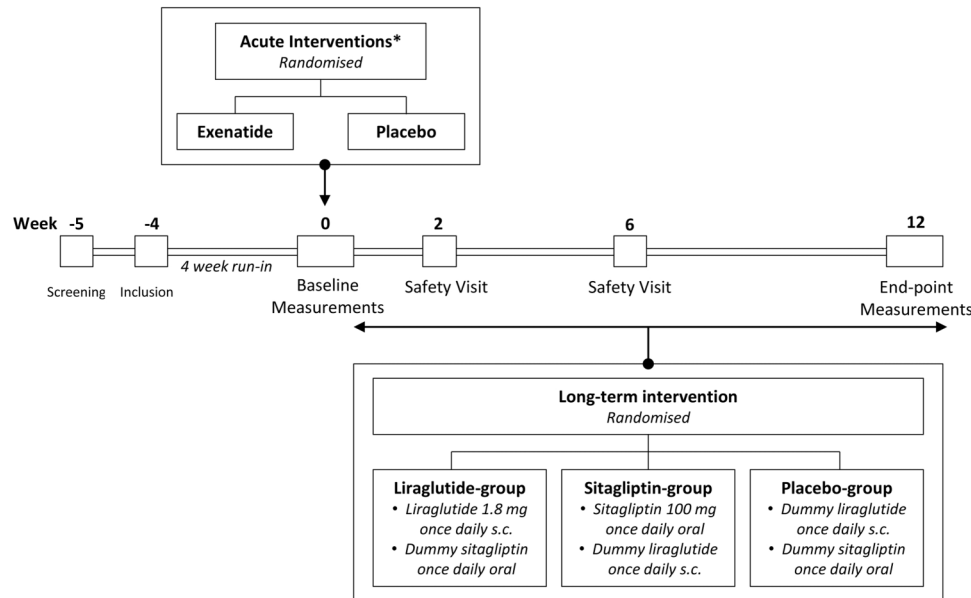 Acute Interventions*
Randomised
Exenatide
Placebo
Week
-5
-4
0
2
6
12
4 week run-in
Screening
Inclusion
Baseline
Measurements
Safety Visit
Safety Visit
End-point
Measurements
Long-term intervention
Randomised
Liraglutide-group
• Liraglutide 1.8 mg
once daily s.c.
• Dummy sitagliptin
once daily oral
Sitagliptin-group
• Sitagliptin 100 mg
once daily oral
• Dummy liraglutide
once daily s.c.
Placebo-group
• Dummy liraglutide
once daily s.c.
• Dummy sitagliptin
once daily oral